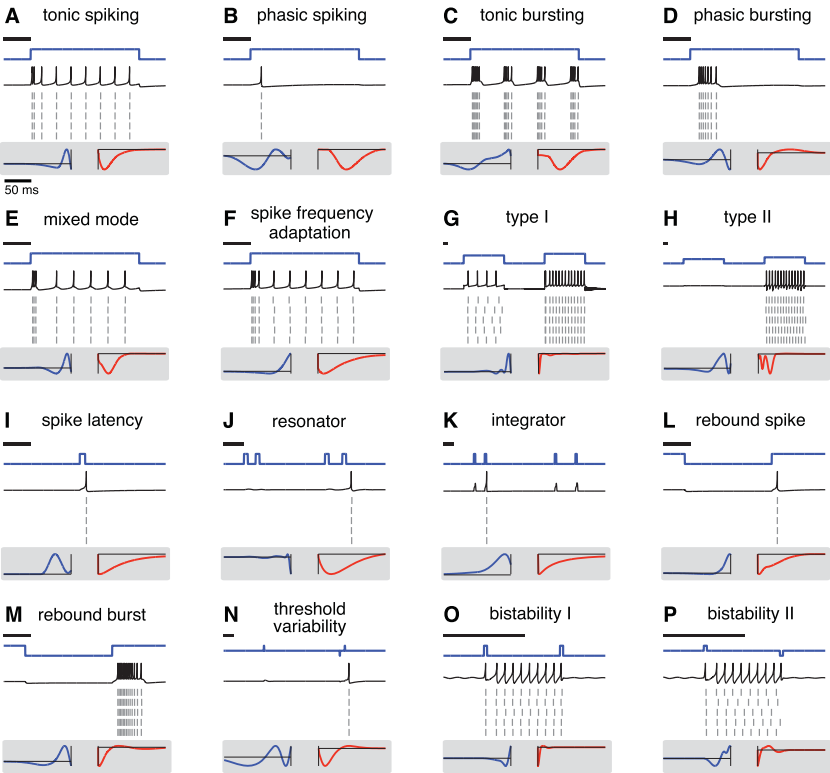 A tonic spiking
B phasic spiking
C tonic bursting
D phasic bursting
50 ms
E mixed mode
F spike frequency
adaptation
G type I
H type II
I spike latency
J resonator
K integrator
L rebound spike
M rebound burst
N threshold
variability
O bistability I
P bistability II